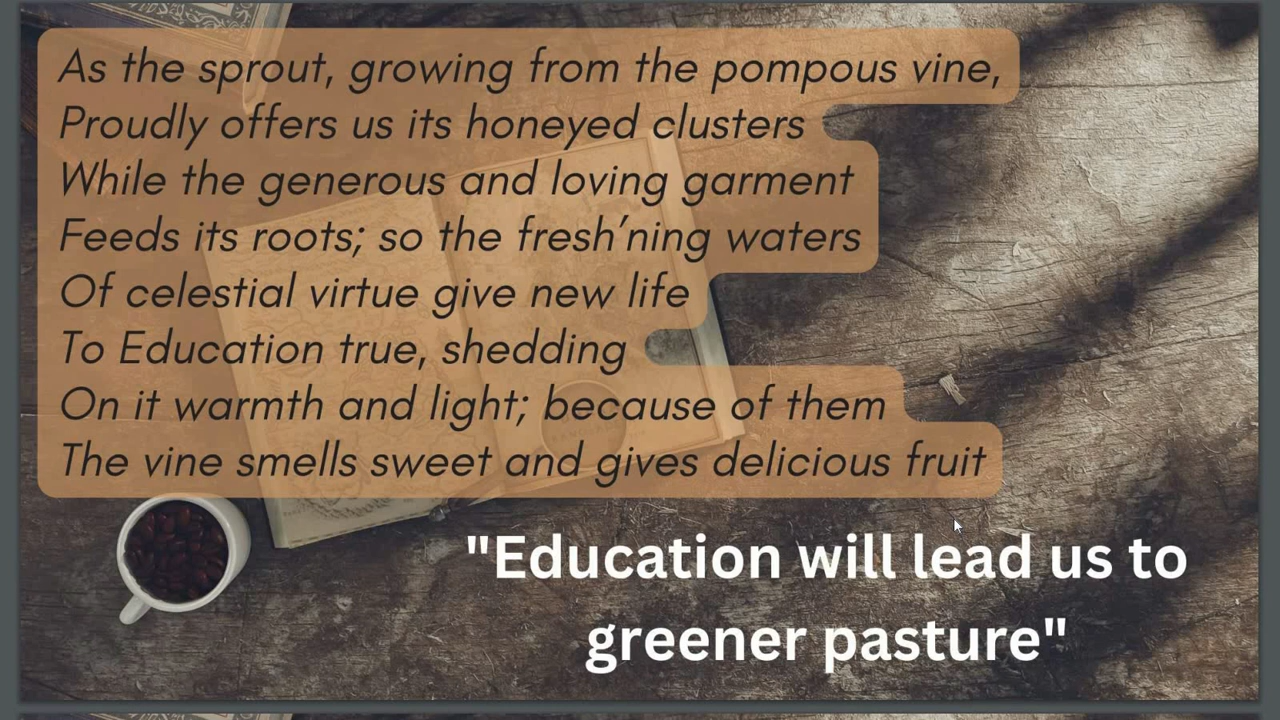 As the sprout, growing from the pompous vine,
Proudly offers us its honeyed clusters
While the generous and loving garment
Feeds its roots; so the fresh’ning waters
Of celestial virtue give new life
To Education true, shedding
On it warmth and light; because of them
The vine smells sweet and gives delicious fruit
"Education will lead us to
greener pasture"